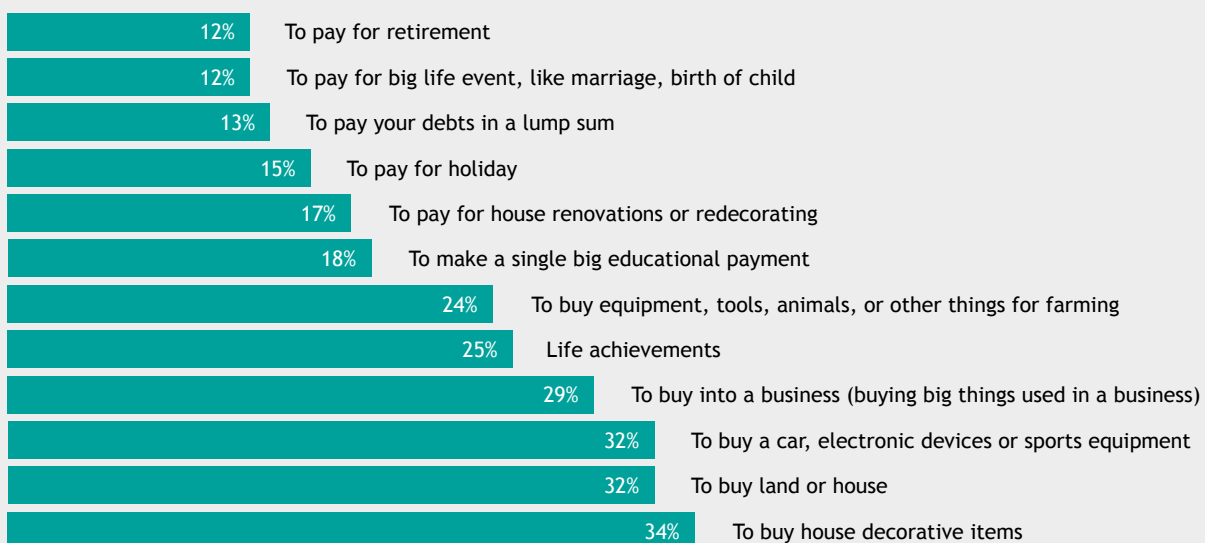 12% To pay for retirement
12% To pay for big life event, like marriage, birth of child
13% To pay your debts in a lump sum
15% To pay for holiday
17% To pay for house renovations or redecorating
18% To make a single big educational payment
24% To buy equipment, tools, animals, or other things for farming
25% Life achievements
29% To buy into a business (buying big things used in a business)
32% To buy a car, electronic devices or sports equipment
32% To buy land or house
34% To buy house decorative items